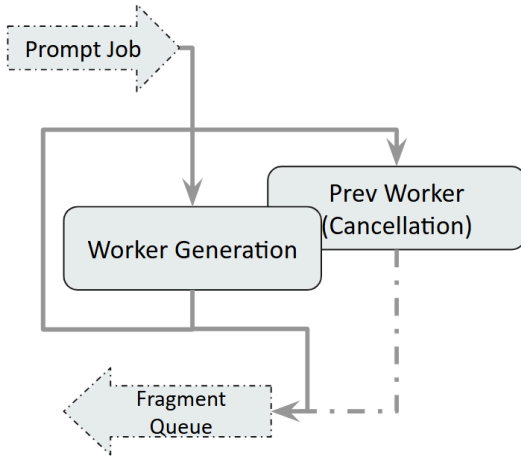 Prompt Job
Prev Worker
(Cancellation)
Worker Generation
Fragment
Queue